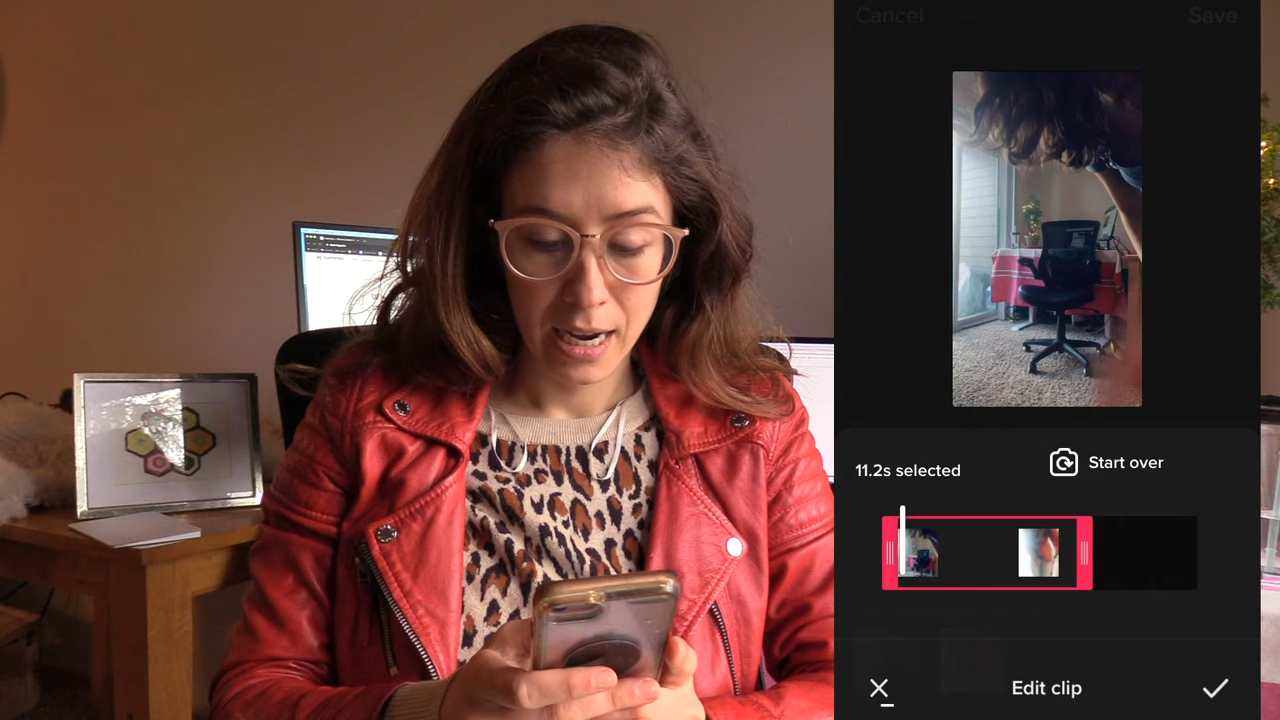 Cancel
Save
11.2s selected
Start over
Edit clip